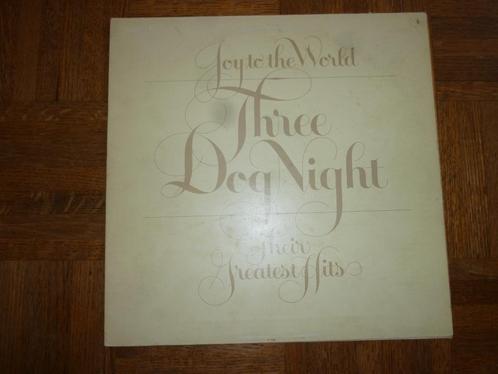 Joy to the World
Three
Dog Night
Their
Greatest Hits